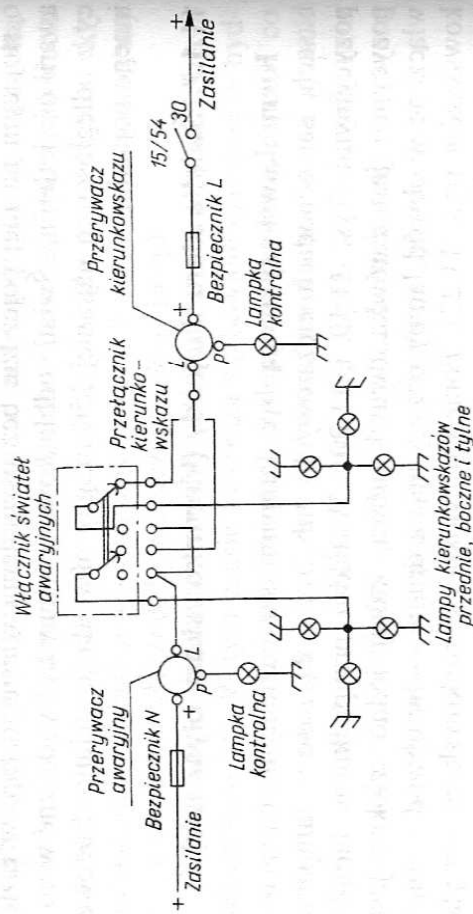 Włącznik świateł
awaryjnych
Przerywacz
awaryjny
Bezpiecznik N
+ Zasilanie
+
L
P
Lampka
kontrolna
Przełącznik
kierunko-
wskazu
Przerywacz
kierunkowskazu
L
+
P
Bezpiecznik L
15/54
30
+
Zasilanie
Lampka
kontrolna
Lampy kierunkowskazów
przednie, boczne i tylne